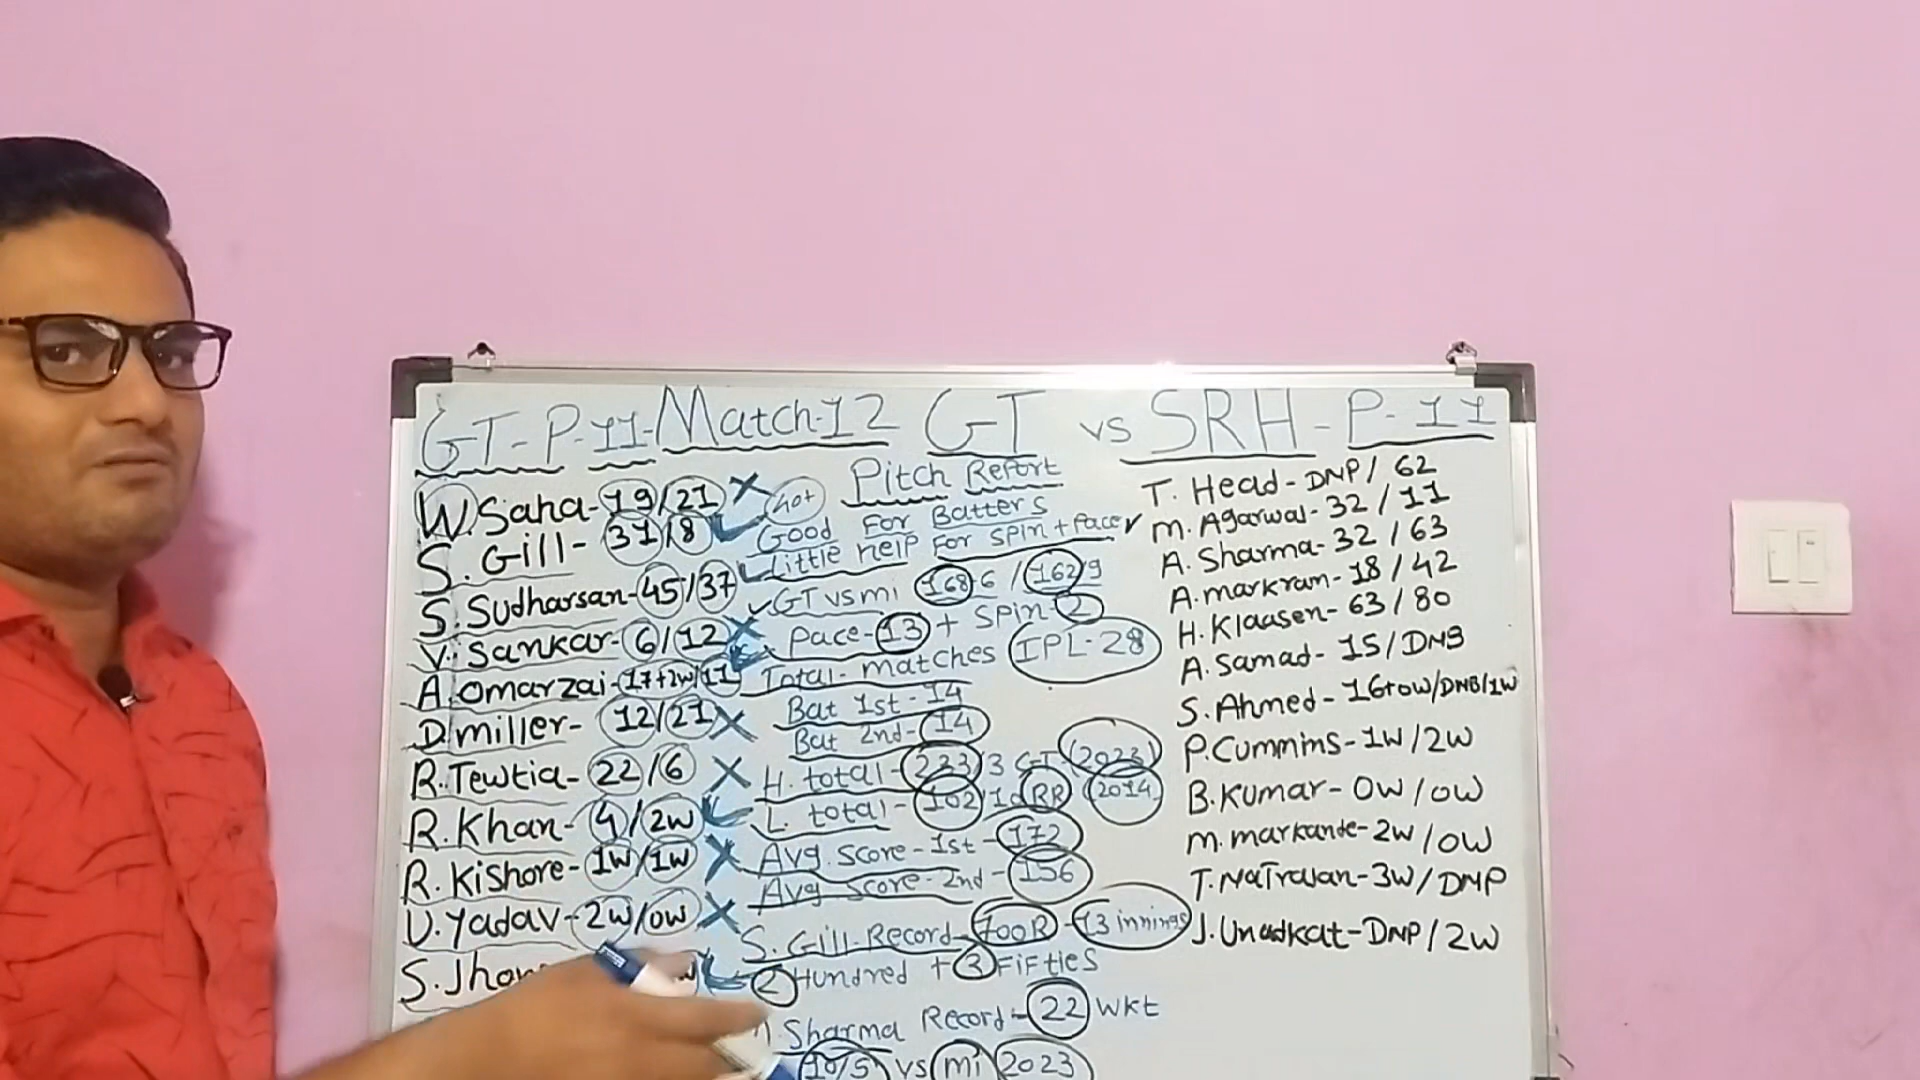 GT-P-11-Match-12 GT vs SRH-P-11
W.Saha-19/21
S.Gill-31/8
S.Sudharsan-45/37
V.Sankar-6/12
A.omarzai-17+2w/11
D.miller-12/21
R.Tewtia-22/6
R.Khan-4/2w
R.Kishore-1w/1w
U.Yadav-2w/0w
40+
Pitch Report
Good For Batters
Little help For Spin+Pacer
GT vs mi 168-6/162/9
Pace-13+Spin-2
Total-matches IPL-28
Bat 1st-14
Bat 2nd-14
H.total-233/3 GT (2023)
L.total-102/10 RR (2014)
Avg.Score-1st-172
Avg Score-2nd-156
S.Gill-Record-700R-13 innings
2 Hundred + 3 Fifties
Sharma Record-22 wkt
10/5 vs mi 2023
T.Head-DNP/62
M.Agarwal-32/11
A.Sharma-32/63
A.markram-18/42
H.Klaasen-63/80
A.Samad-15/DNB
S.Ahmed-16+0w/DNB/1w
P.Cummins-1w/2w
B.Kumar-0w/0w
M.markande-2w/0w
T.Natrajan-3w/DNP
J.Unadkat-DNP/2w